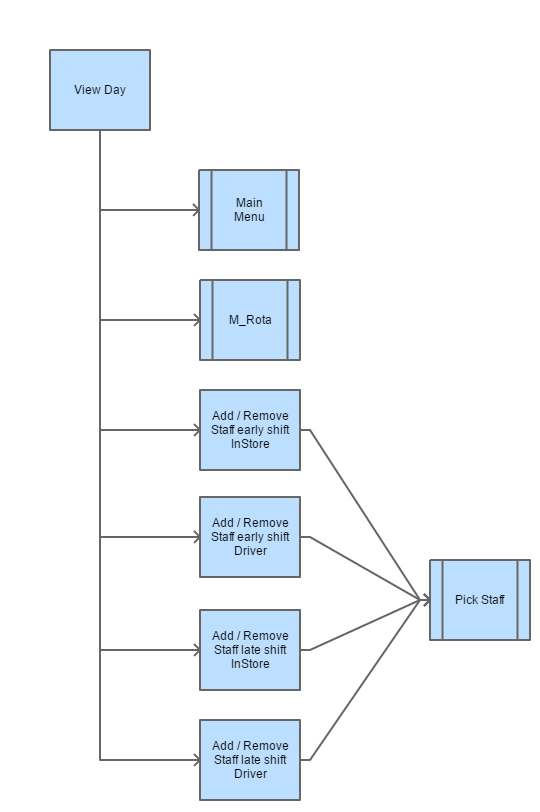 View Day
Main
Menu
M_Rota
Add / Remove
Staff early shift
InStore
Add / Remove
Staff early shift
Driver
Pick Staff
Add / Remove
Staff late shift
InStore
Add / Remove
Staff late shift
Driver